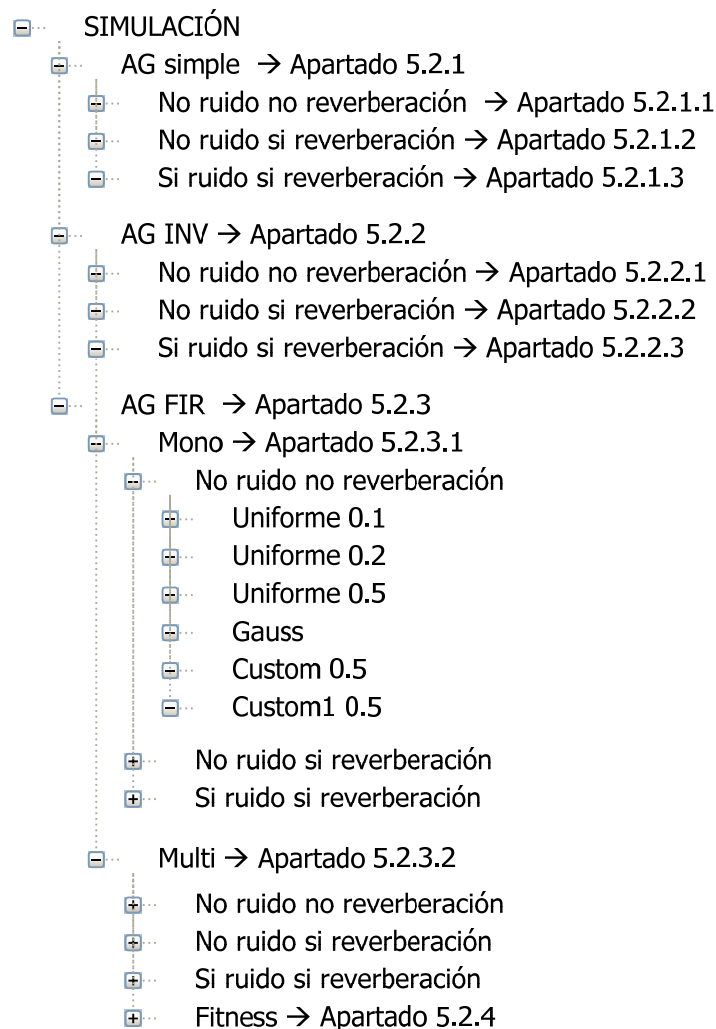 SIMULACIÓN
AG simple → Apartado 5.2.1
No ruido no reverberación → Apartado 5.2.1.1
No ruido si reverberación → Apartado 5.2.1.2
Si ruido si reverberación → Apartado 5.2.1.3
AG INV → Apartado 5.2.2
No ruido no reverberación → Apartado 5.2.2.1
No ruido si reverberación → Apartado 5.2.2.2
Si ruido si reverberación → Apartado 5.2.2.3
AG FIR → Apartado 5.2.3
Mono → Apartado 5.2.3.1
No ruido no reverberación
Uniforme 0.1
Uniforme 0.2
Uniforme 0.5
Gauss
Custom 0.5
Custom1 0.5
No ruido si reverberación
Si ruido si reverberación
Multi → Apartado 5.2.3.2
No ruido no reverberación
No ruido si reverberación
Si ruido si reverberación
Fitness → Apartado 5.2.4